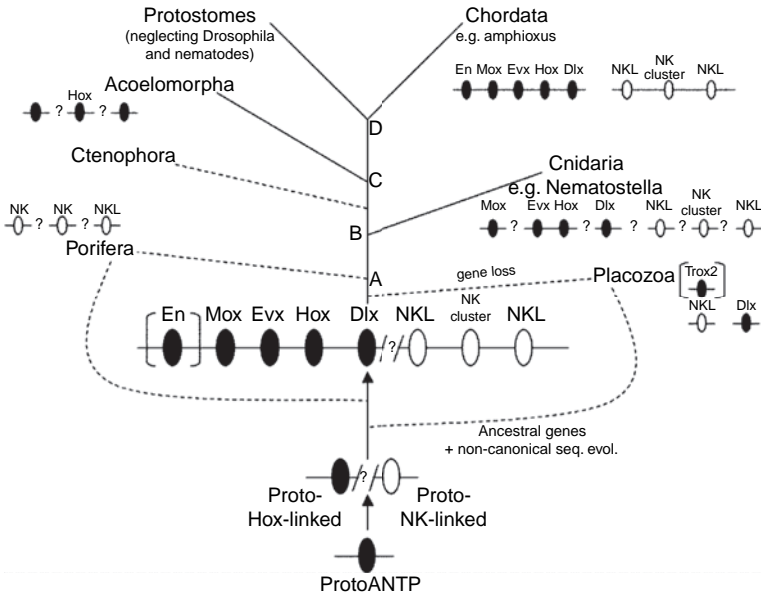 Protostomes
(neglecting Drosophila
and nematodes)
Chordata
e.g. amphioxus
En Mox Evx Hox Dlx
NKL NK cluster NKL
Acoelomorpha
Hox
? ?
D
Ctenophora
C
Cnidaria
e.g. Nematostella
Mox ? Evx Hox ? Dlx ? NKL ? NK cluster ? NKL
B
NK ? NK ? NKL
Porifera
A
gene loss
Placozoa
Trox2
NKL Dlx
En Mox Evx Hox Dlx /?/ NKL NK cluster NKL
Ancestral genes
+ non-canonical seq. evol.
/?/
Proto-
Hox-linked
Proto-
NK-linked
ProtoANTP